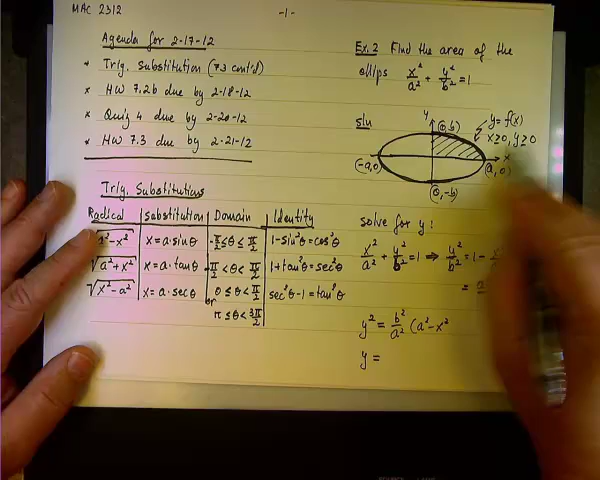 MAC 2312
-1-
Agenda for 2-17-12
* Trig. Substitution (7.3 cont'd)
* HW 7.2b due by 2-18-12
* Quiz 4 due by 2-20-12
* HW 7.3 due by 2-21-12
Trig. Substitutions
Radical | substitution | Domain | Identity
a²-x² | x = a·sinθ | -π/2 ≤ θ ≤ π/2 | 1-sin²θ=cos²θ
√(a²+x²) | x = a·tanθ | -π/2 < θ < π/2 | 1+tan²θ=sec²θ
√(x²-a²) | x = a·secθ | 0 ≤ θ < π/2 | sec²θ-1=tan²θ
or
π ≤ θ < 3π/2
Ex. 2 Find the area of the
ellips x²/a² + y²/b² = 1
sln
y
(0,b)
y = f(x)
x≥0, y≥0
(-a,0)
x
(a,0)
(0,-b)
solve for y:
x²/a² + y²/b² = 1 ⇒ y²/b² = 1 -
=
y² = b²/a² (a²-x²
y =